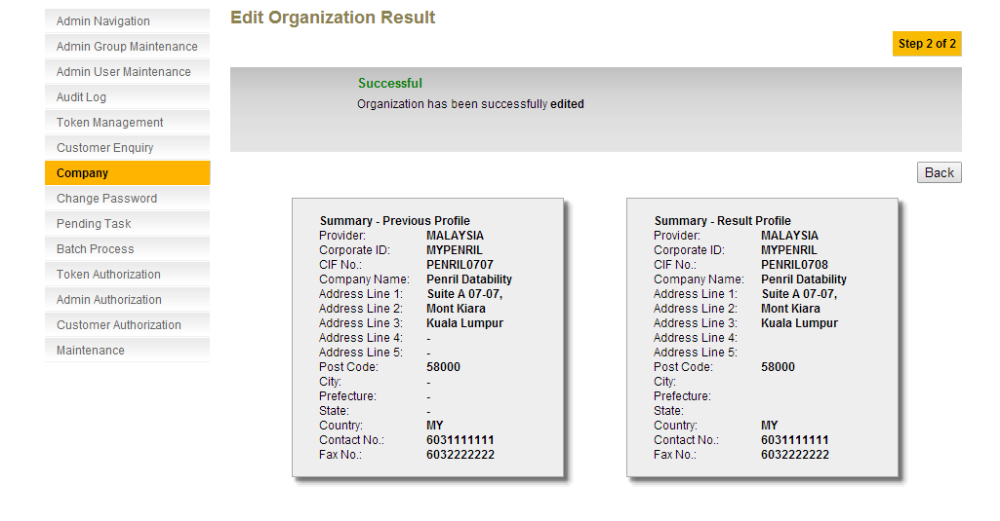 Admin Navigation
Admin Group Maintenance
Admin User Maintenance
Audit Log
Token Management
Customer Enquiry
Company
Change Password
Pending Task
Batch Process
Token Authorization
Admin Authorization
Customer Authorization
Maintenance
Edit Organization Result
Step 2 of 2
Successful
Organization has been successfully edited
Back
Summary - Previous Profile
Provider: MALAYSIA
Corporate ID: MYPENRIL
CIF No.: PENRIL0707
Company Name: Penril Datability
Address Line 1: Suite A 07-07,
Address Line 2: Mont Kiara
Address Line 3: Kuala Lumpur
Address Line 4: -
Address Line 5: -
Post Code: 58000
City: -
Prefecture: -
State: -
Country: MY
Contact No.: 6031111111
Fax No.: 6032222222
Summary - Result Profile
Provider: MALAYSIA
Corporate ID: MYPENRIL
CIF No.: PENRIL0708
Company Name: Penril Datability
Address Line 1: Suite A 07-07,
Address Line 2: Mont Kiara
Address Line 3: Kuala Lumpur
Address Line 4:
Address Line 5:
Post Code: 58000
City:
Prefecture:
State:
Country: MY
Contact No.: 6031111111
Fax No.: 6032222222